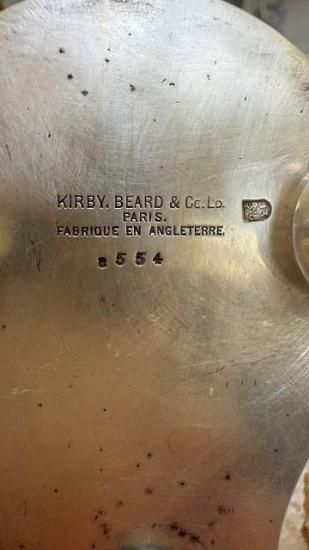 KIRBY. BEARD & Co. LD.
PARIS.
FABRIQUE EN ANGLETERRE.
8554